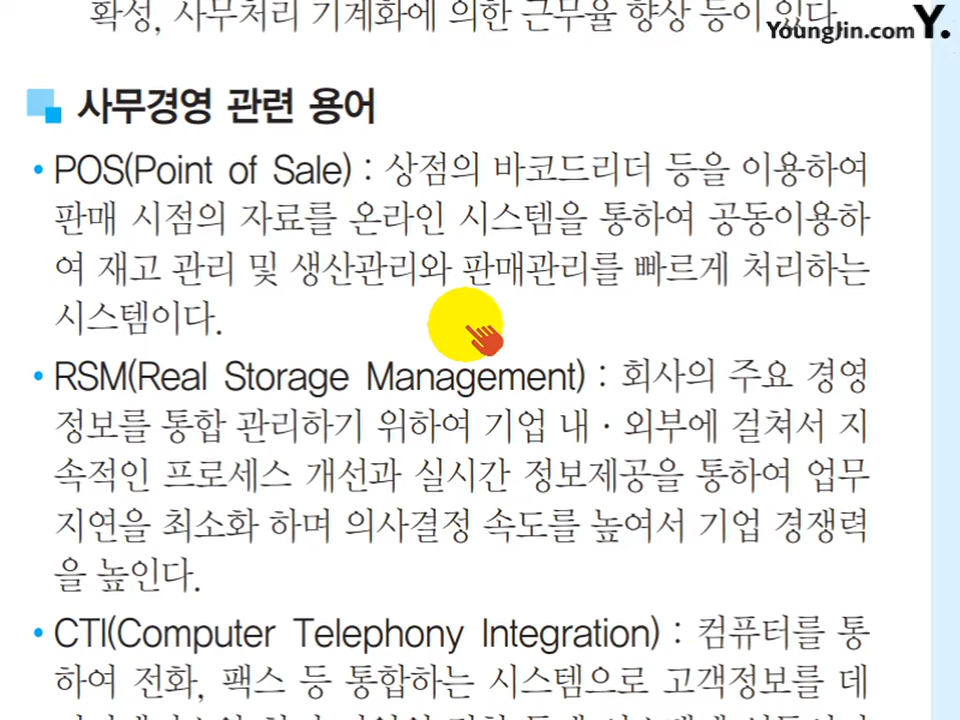 확성, 사무처리 기계화에 의한 근무율 향상 등이 있다.
YoungJin.com Y.
사무경영 관련 용어
• POS(Point of Sale) : 상점의 바코드리더 등을 이용하여
판매 시점의 자료를 온라인 시스템을 통하여 공동이용하
여 재고 관리 및 생산관리와 판매관리를 빠르게 처리하는
시스템이다.
• RSM(Real Storage Management) : 회사의 주요 경영
정보를 통합 관리하기 위하여 기업 내 · 외부에 걸쳐서 지
속적인 프로세스 개선과 실시간 정보제공을 통하여 업무
지연을 최소화 하며 의사결정 속도를 높여서 기업 경쟁력
을 높인다.
• CTI(Computer Telephony Integration) : 컴퓨터를 통
하여 전화, 팩스 등 통합하는 시스템으로 고객정보를 데